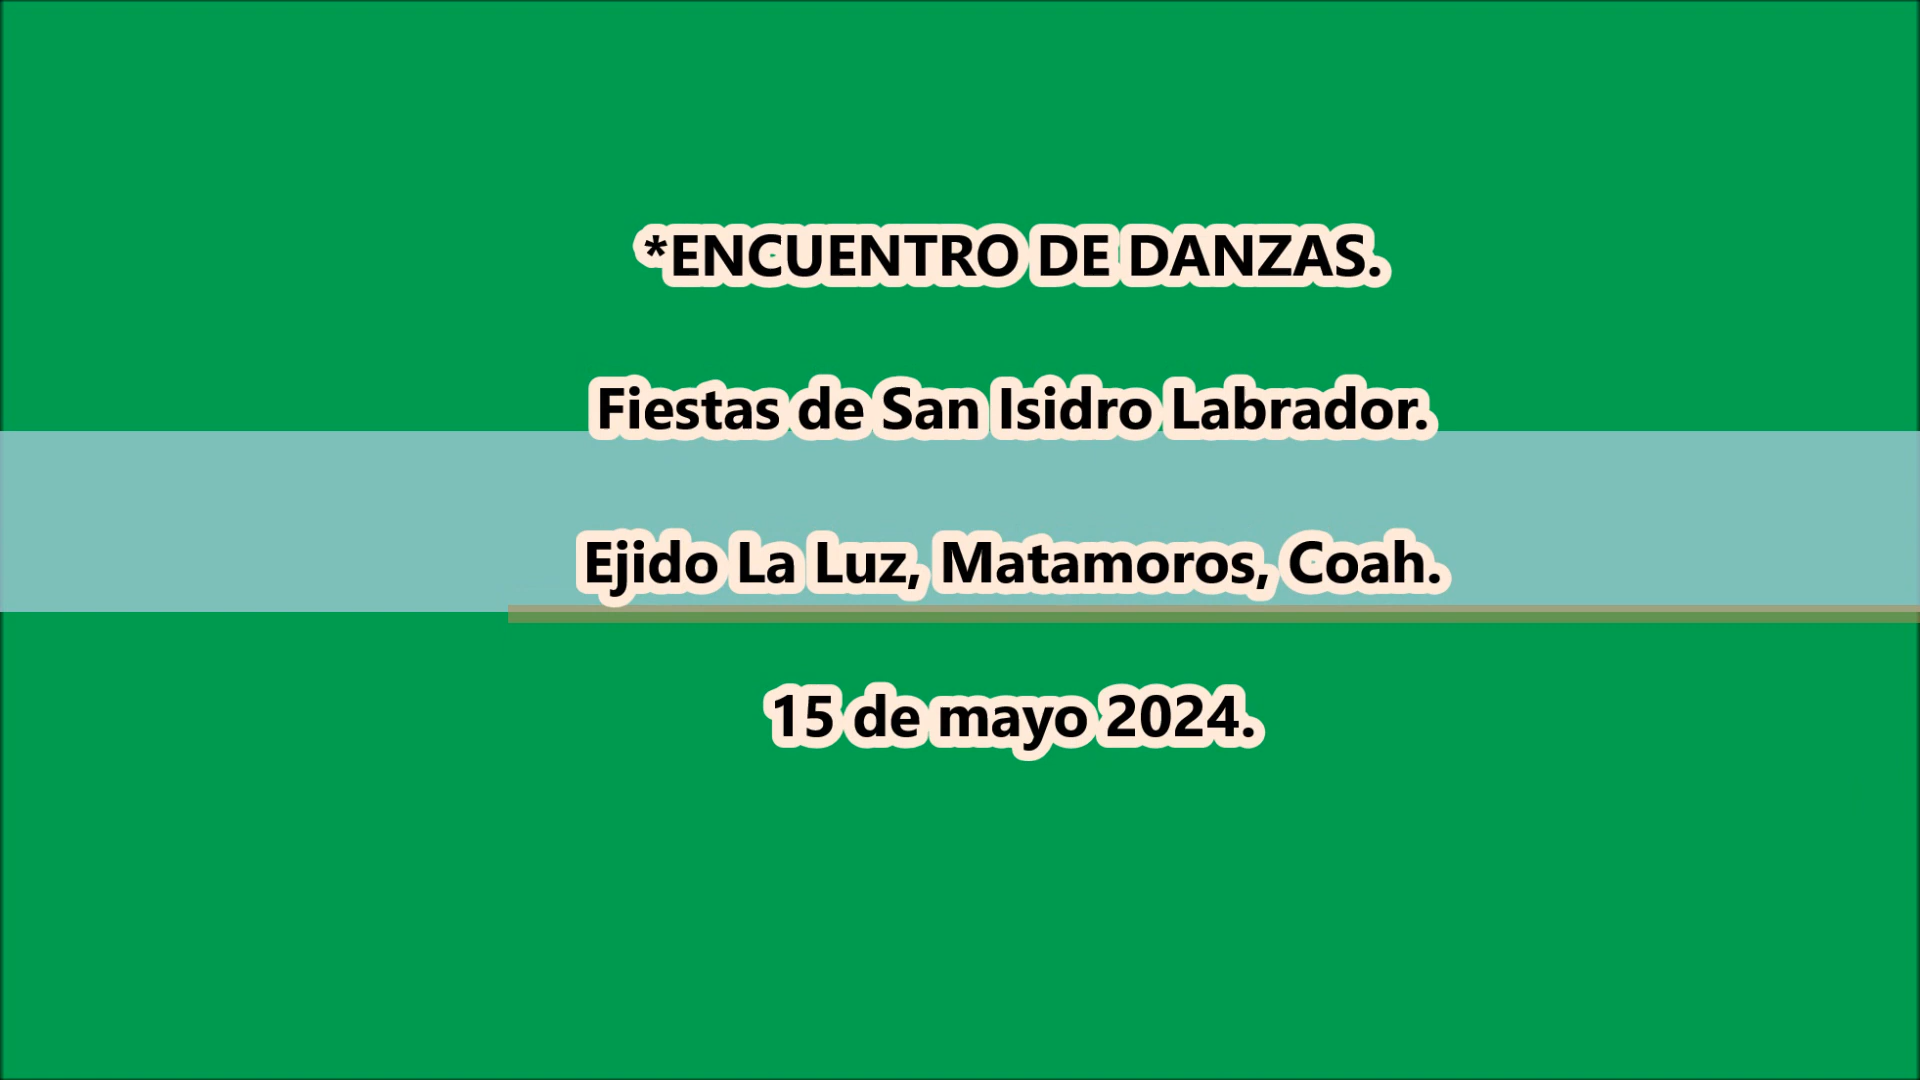 *ENCUENTRO DE DANZAS.
Fiestas de San Isidro Labrador.
Ejido La Luz, Matamoros, Coah.
15 de mayo 2024.